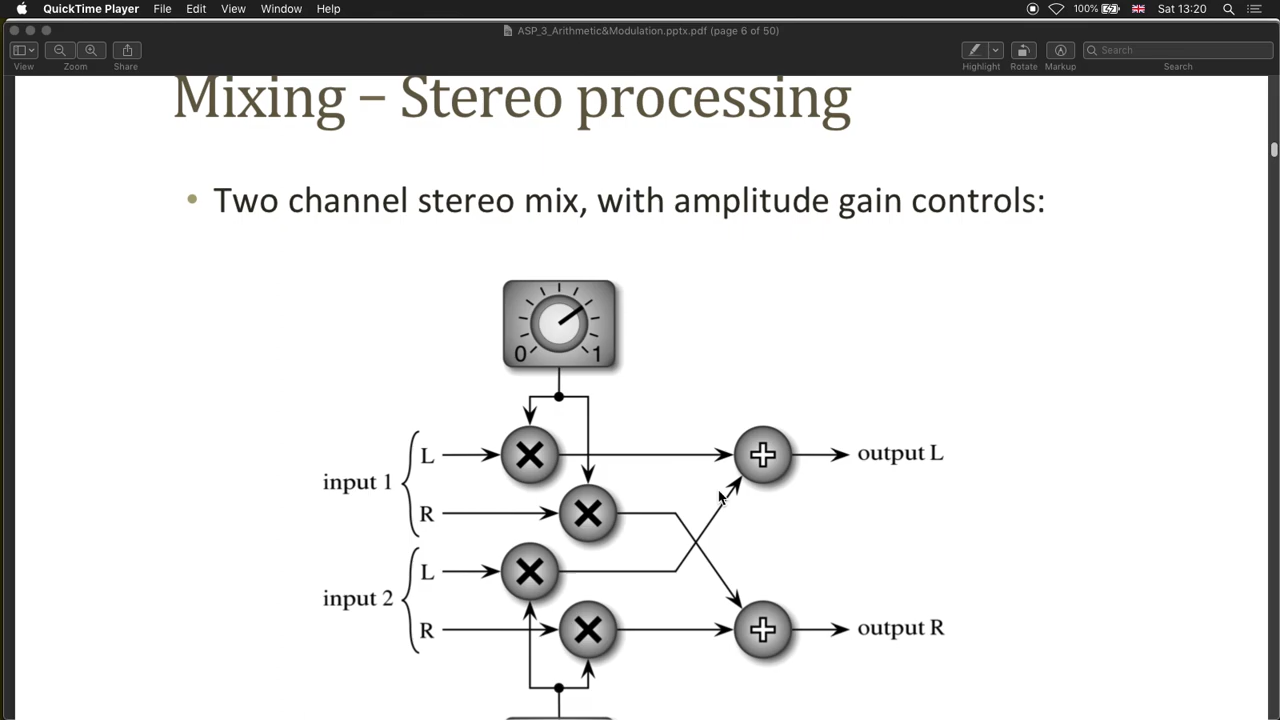 QuickTime Player File Edit View Window Help 100% Sat 13:20
ASP_3_Arithmetic&Modulation.pptx.pdf (page 6 of 50)
Search
View Zoom Share Highlight Rotate Markup Search
Mixing – Stereo processing
• Two channel stereo mix, with amplitude gain controls:
0 1
L output L
input 1
R
L
input 2
R output R